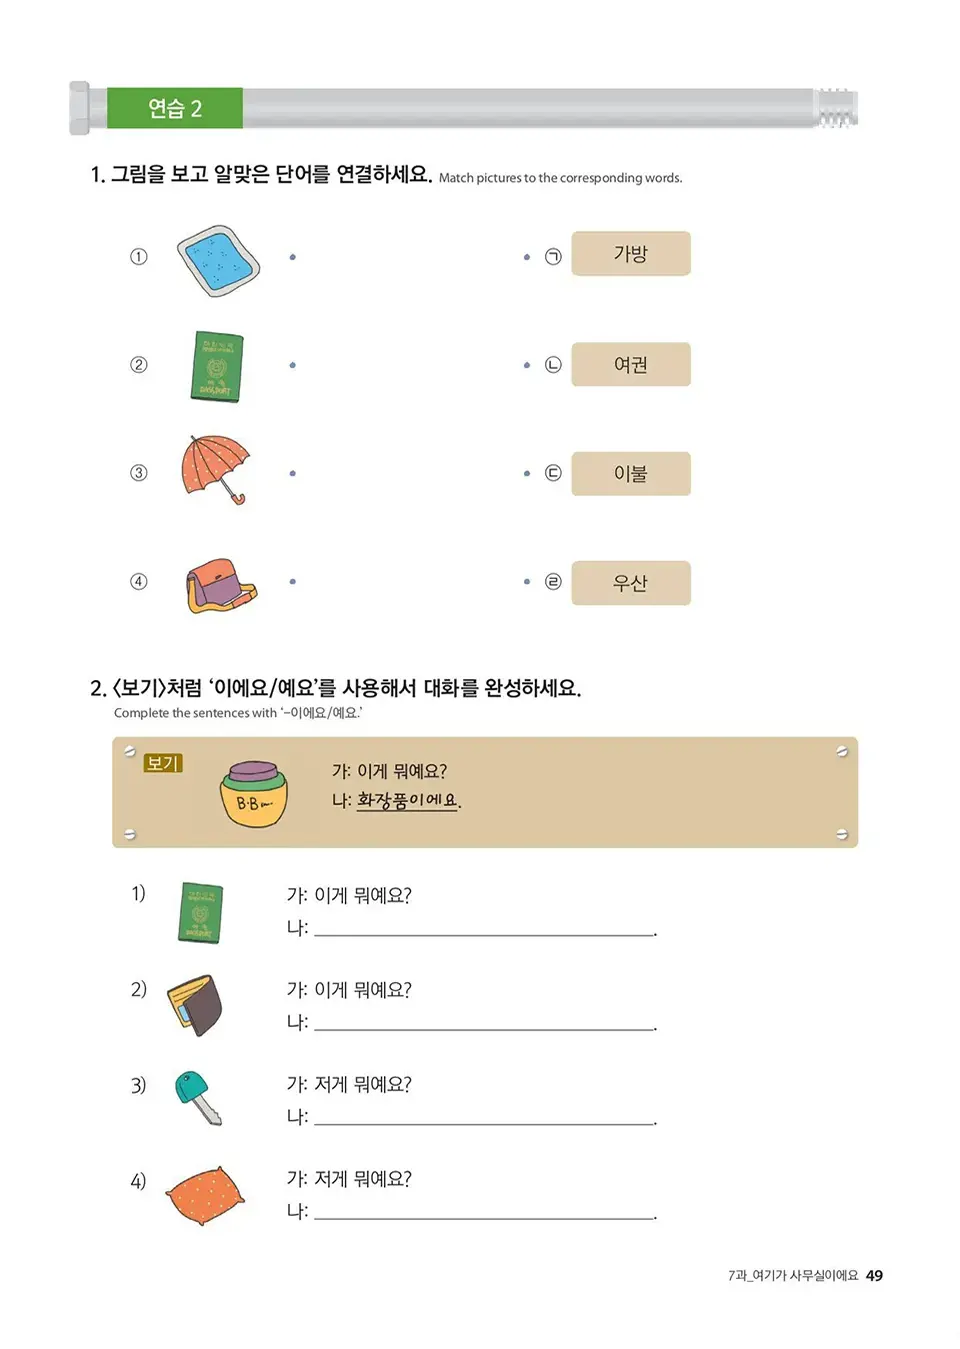 연습 2
1. 그림을 보고 알맞은 단어를 연결하세요. Match pictures to the corresponding words.
① ㉠ 가방
② ㉡ 여권
PASSPORT
③ ㉢ 이불
④ ㉣ 우산
2. 〈보기〉처럼 ‘이에요/예요’를 사용해서 대화를 완성하세요.
Complete the sentences with ‘-이에요/예요.’
보기
B·B
가: 이게 뭐예요?
나: 화장품이에요.
1) 가: 이게 뭐예요?
나: .
2) 가: 이게 뭐예요?
나: .
3) 가: 저게 뭐예요?
나: .
4) 가: 저게 뭐예요?
나: .
7과_여기가 사무실이에요 49